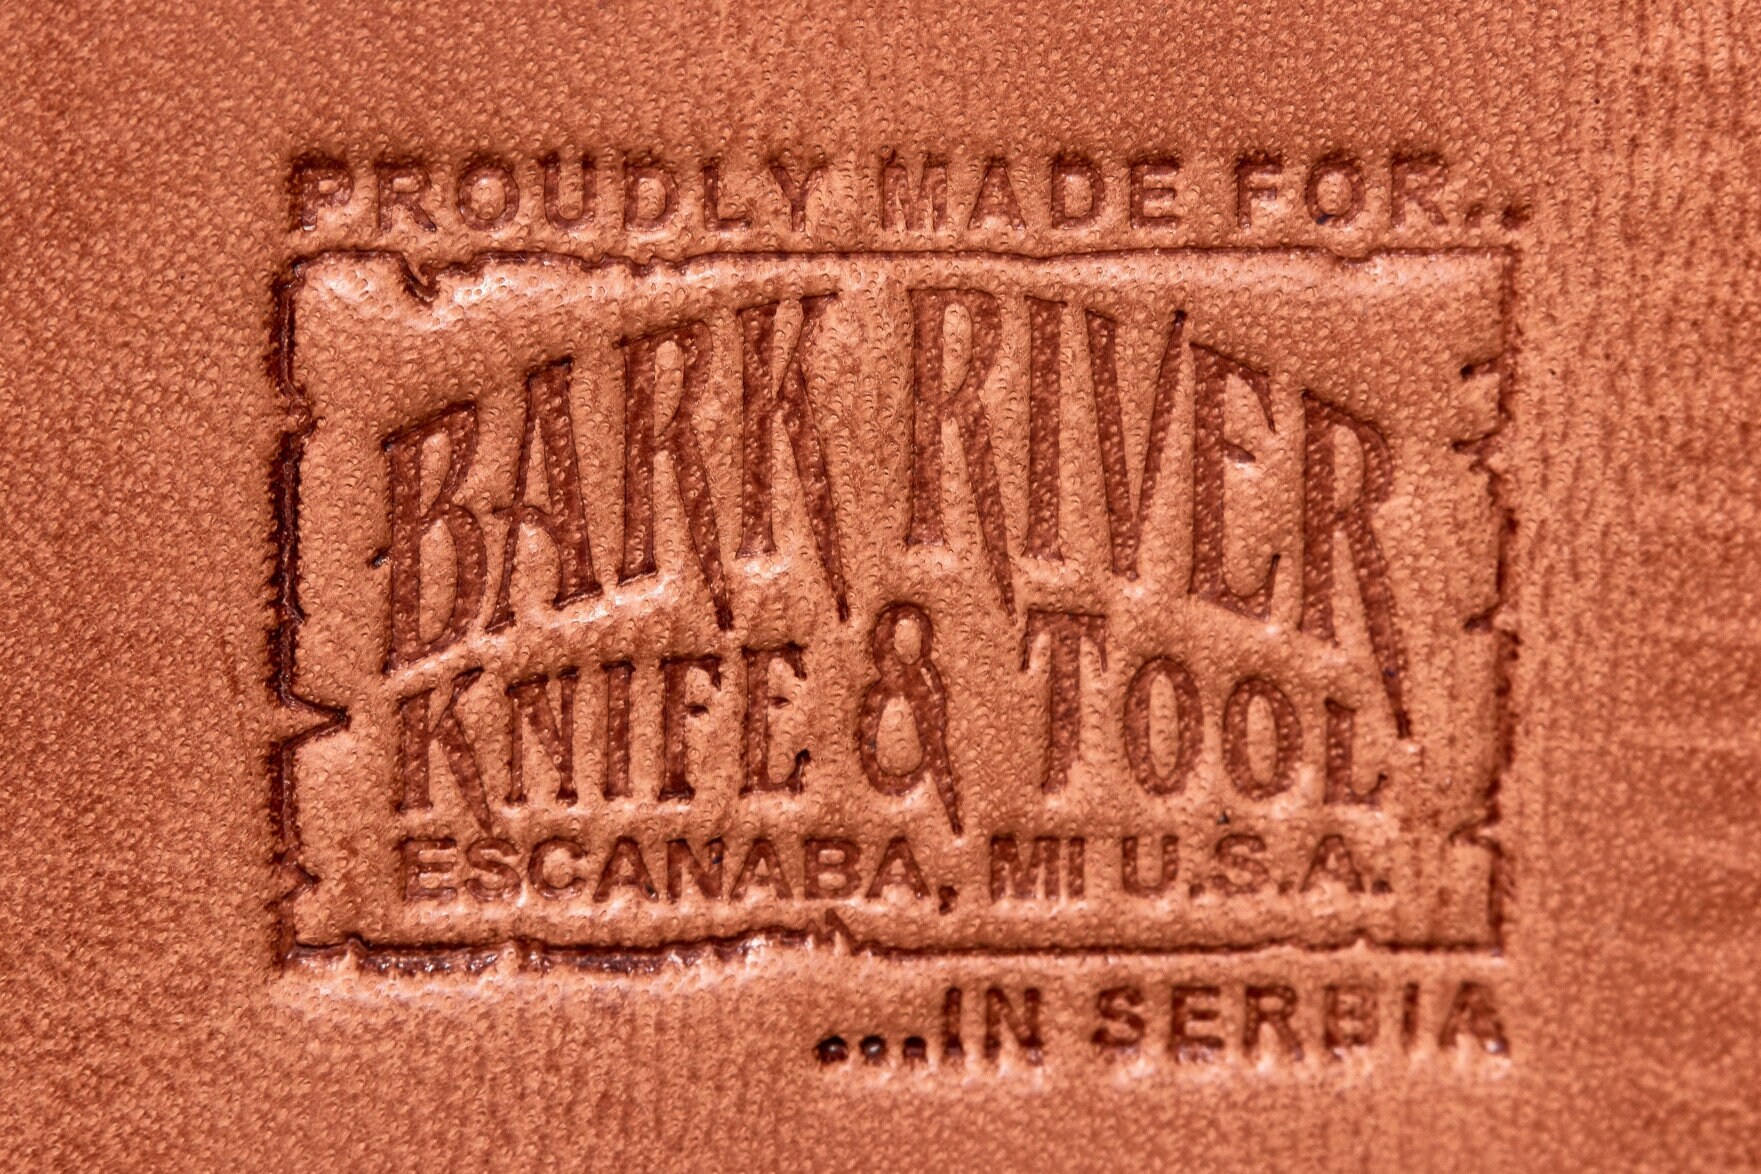 PROUDLY MADE FOR..
BARK RIVER
KNIFE & TOOL
ESCANABA, MI U.S.A.
...IN SERBIA